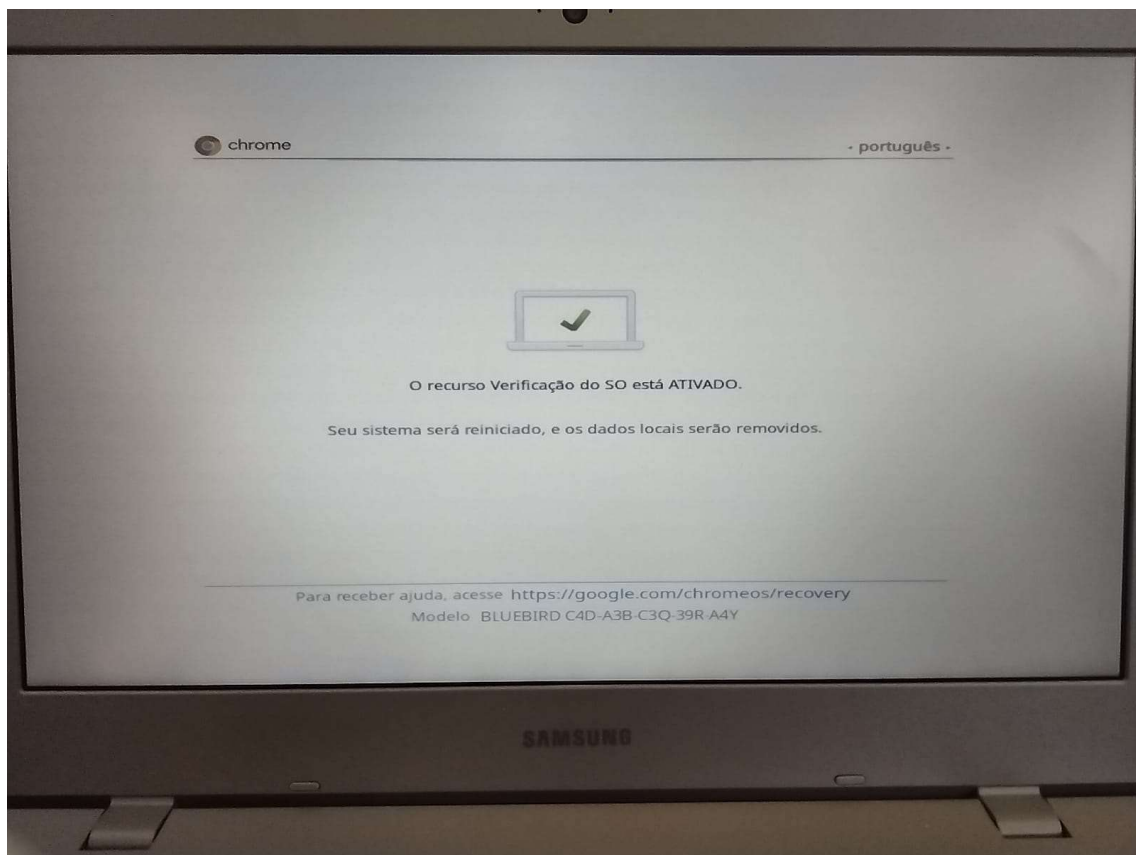 chrome
· português ·
O recurso Verificação do SO está ATIVADO.
Seu sistema será reiniciado, e os dados locais serão removidos.
Para receber ajuda, acesse https://google.com/chromeos/recovery
Modelo BLUEBIRD C4D-A3B-C3Q-39R-A4Y
SAMSUNG